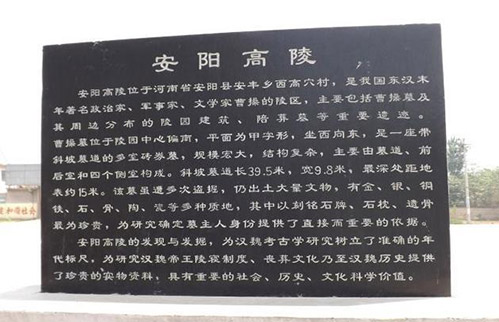 安阳高陵
安阳高陵位于河南省安阳县安丰乡西高穴村，是我国东汉末
年著名政治家、军事家、文学家曹操的陵区，主要包括曹操墓及
其周边分布的陵园建筑、陪葬墓等重要遗迹。
曹操墓位于陵园中心偏南，平面为甲字形，坐西向东，是一座带
斜坡墓道的多室砖券墓，规模宏大，结构复杂，主要由墓道、前
后室和四个侧室构成。斜坡墓道长39.5米，宽9.8米，最深处距地
表约15米。该墓虽遭多次盗掘，仍出土大量文物，有金、银、铜
铁、石、骨、陶、瓷等多种质地，其中以刻铭石牌、石枕、遗骨
最为珍贵，为研究确定墓主人身份提供了直接而重要的依据。
安阳高陵的发现与发掘，为汉魏考古学研究树立了准确的年
代标尺，为研究汉魏帝王陵寝制度、丧葬文化乃至汉魏历史提供
了珍贵的实物资料，具有重要的社会、历史、文化科学价值。